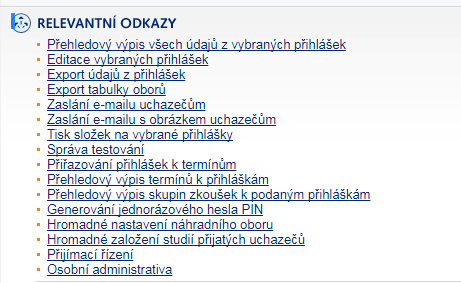 RELEVANTNÍ ODKAZY
Přehledový výpis všech údajů z vybraných přihlášek
Editace vybraných přihlášek
Export údajů z přihlášek
Export tabulky oborů
Zaslání e-mailu uchazečům
Zaslání e-mailu s obrázkem uchazečům
Tisk složek na vybrané přihlášky
Správa testování
Přiřazování přihlášek k termínům
Přehledový výpis termínů k přihláškám
Přehledový výpis skupin zkoušek k podaným přihláškám
Generování jednorázového hesla PIN
Hromadné nastavení náhradního oboru
Hromadné založení studií přijatých uchazečů
Přijímací řízení
Osobní administrativa